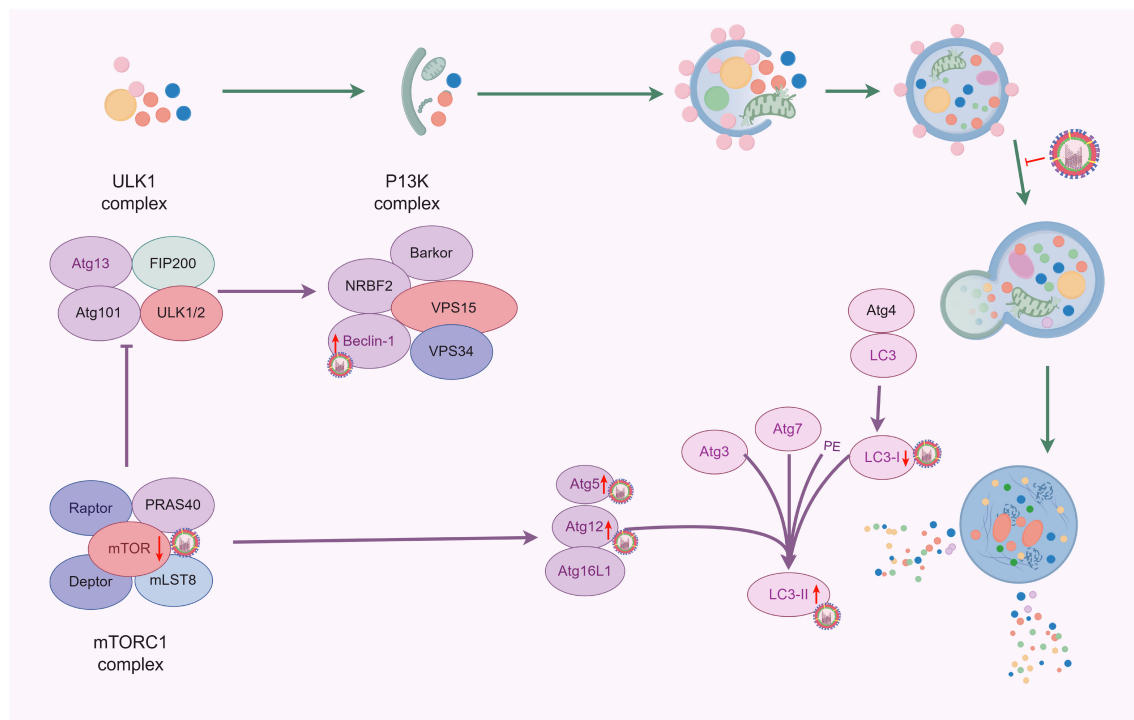 ULK1
complex
P13K
complex
Atg13
FIP200
Atg101
ULK1/2
Barkor
NRBF2
VPS15
Beclin-1
VPS34
Atg4
LC3
Atg3
Atg7
PE
LC3-I
Raptor
PRAS40
mTOR
Deptor
mLST8
mTORC1
complex
Atg5
Atg12
Atg16L1
LC3-II